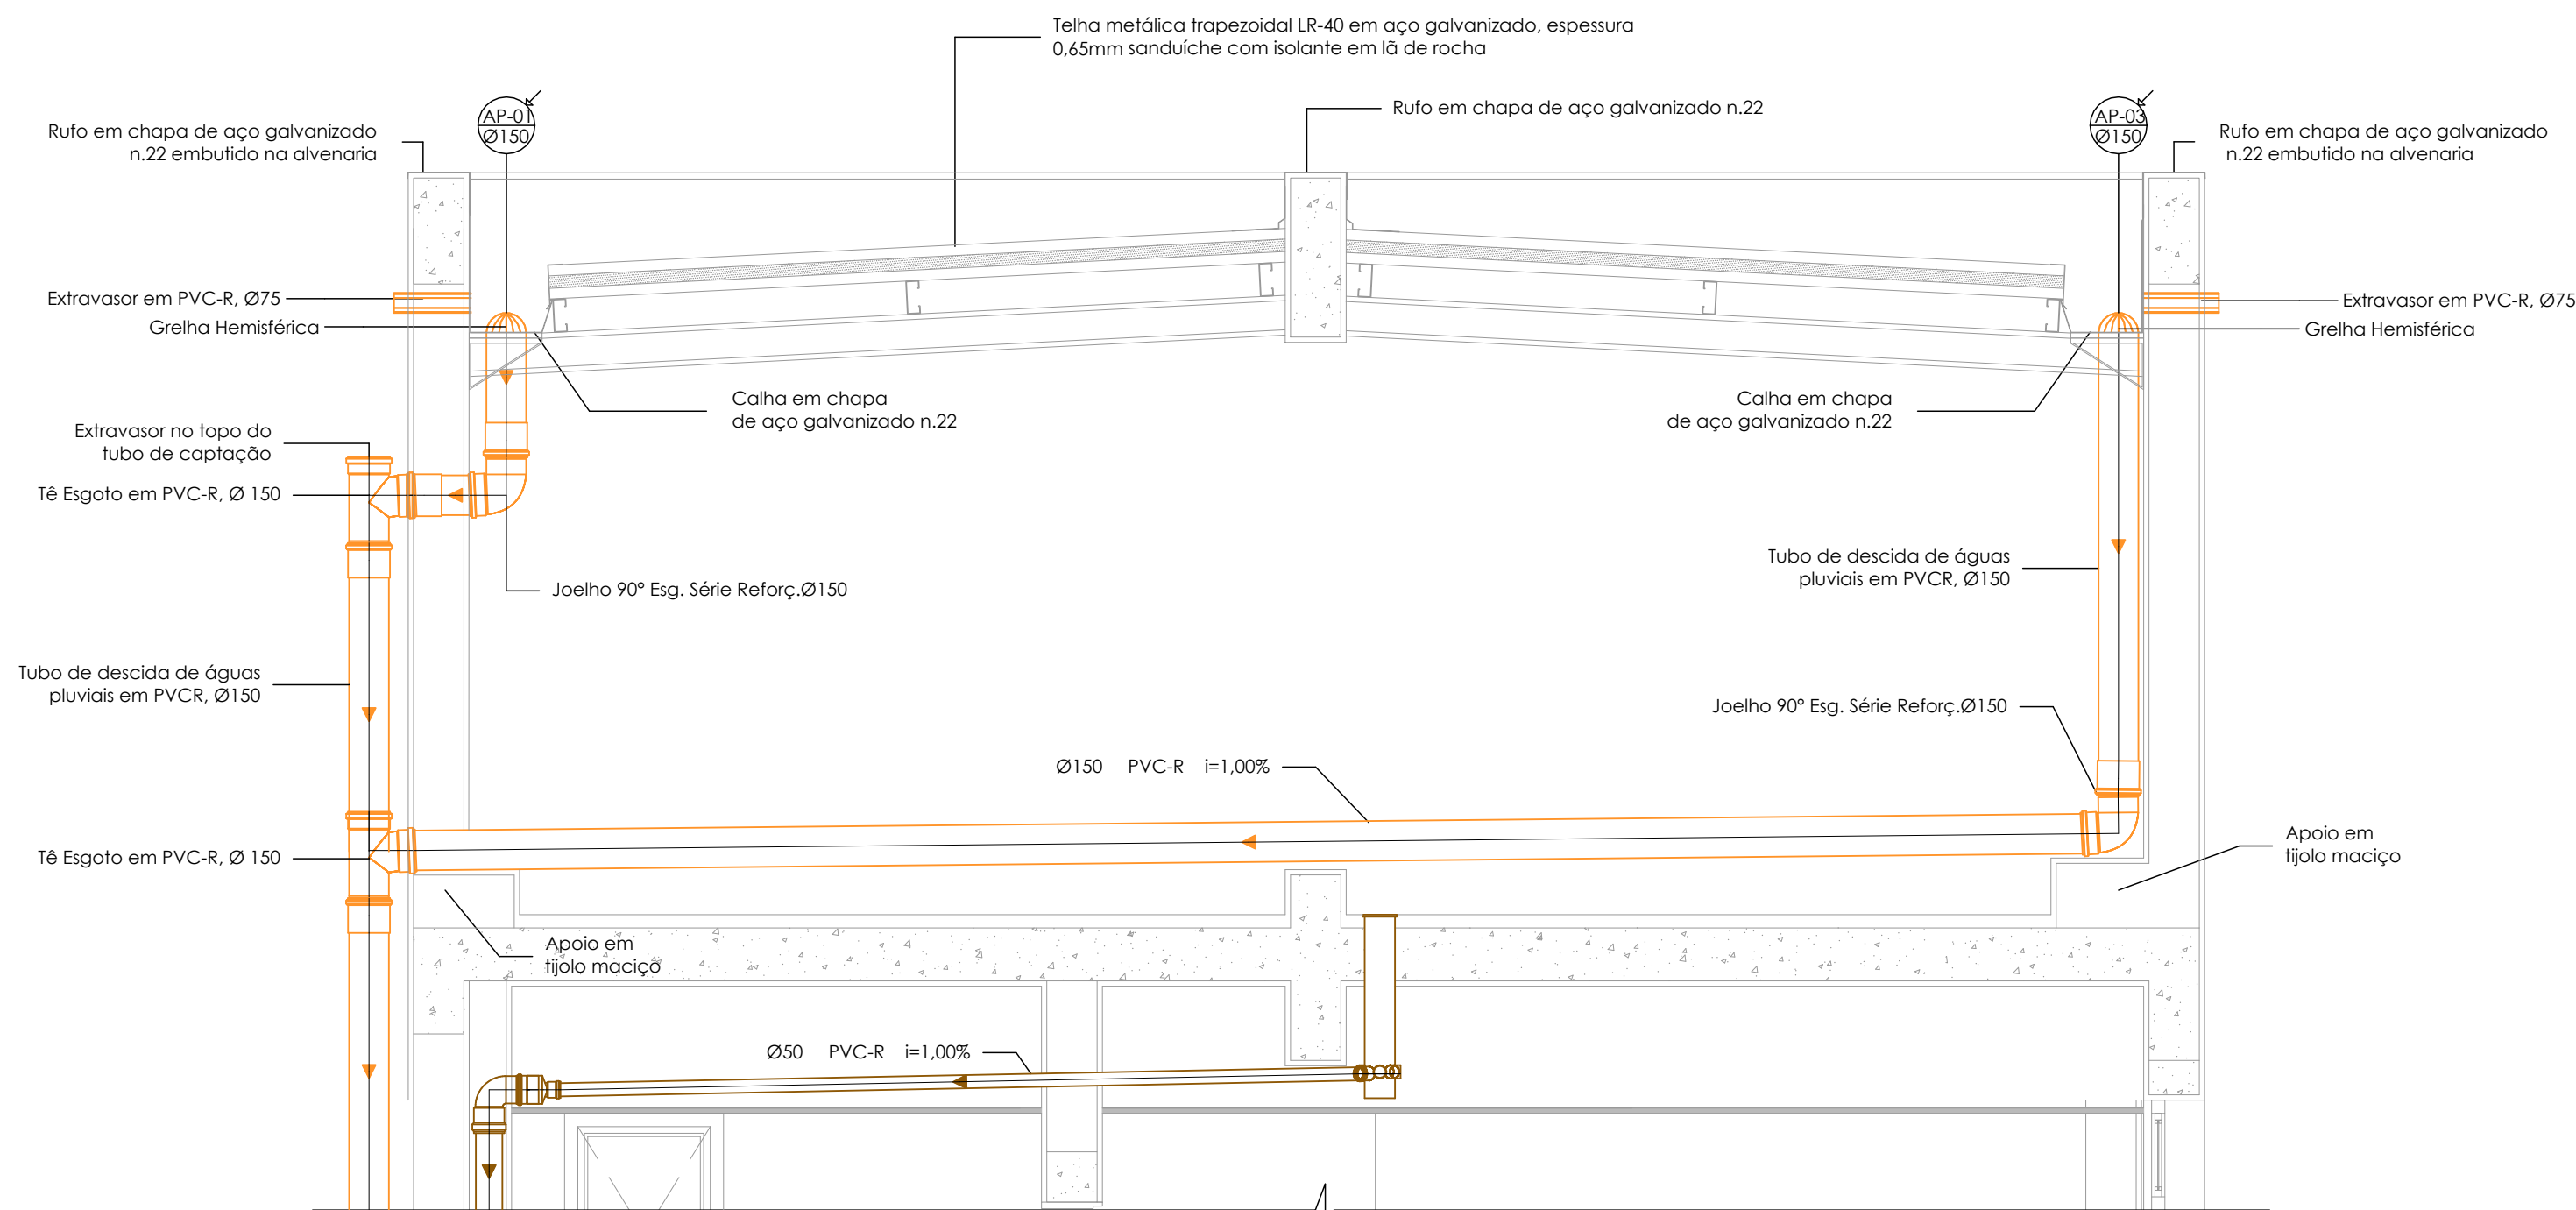 Telha metálica trapezoidal LR-40 em aço galvanizado, espessura
0,65mm sanduíche com isolante em lã de rocha
AP-01
Ø150
Rufo em chapa de aço galvanizado n.22
AP-03
Ø150
Rufo em chapa de aço galvanizado
n.22 embutido na alvenaria
Rufo em chapa de aço galvanizado
n.22 embutido na alvenaria
Extravasor em PVC-R, Ø75
Grelha Hemisférica
Extravasor em PVC-R, Ø75
Grelha Hemisférica
Calha em chapa
de aço galvanizado n.22
Calha em chapa
de aço galvanizado n.22
Extravasor no topo do
tubo de captação
Tê Esgoto em PVC-R, Ø 150
Joelho 90° Esg. Série Reforç.Ø150
Tubo de descida de águas
pluviais em PVCR, Ø150
Tubo de descida de águas
pluviais em PVCR, Ø150
Joelho 90° Esg. Série Reforç.Ø150
Ø150 PVC-R i=1,00%
Tê Esgoto em PVC-R, Ø 150
Apoio em
tijolo maciço
Apoio em
tijolo maciço
Ø50 PVC-R i=1,00%